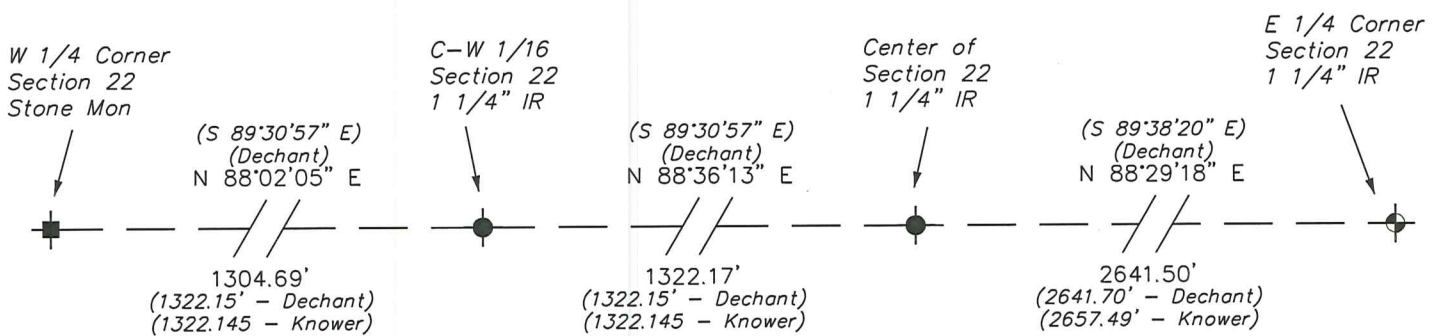 W 1/4 Corner
Section 22
Stone Mon
C-W 1/16
Section 22
1 1/4" IR
Center of
Section 22
1 1/4" IR
E 1/4 Corner
Section 22
1 1/4" IR
(S 89°30'57" E)
(Dechant)
N 88°02'05" E
(S 89°30'57" E)
(Dechant)
N 88°36'13" E
(S 89°38'20" E)
(Dechant)
N 88°29'18" E
1304.69'
(1322.15' - Dechant)
(1322.145 - Knower)
1322.17'
(1322.15' - Dechant)
(1322.145 - Knower)
2641.50'
(2641.70' - Dechant)
(2657.49' - Knower)